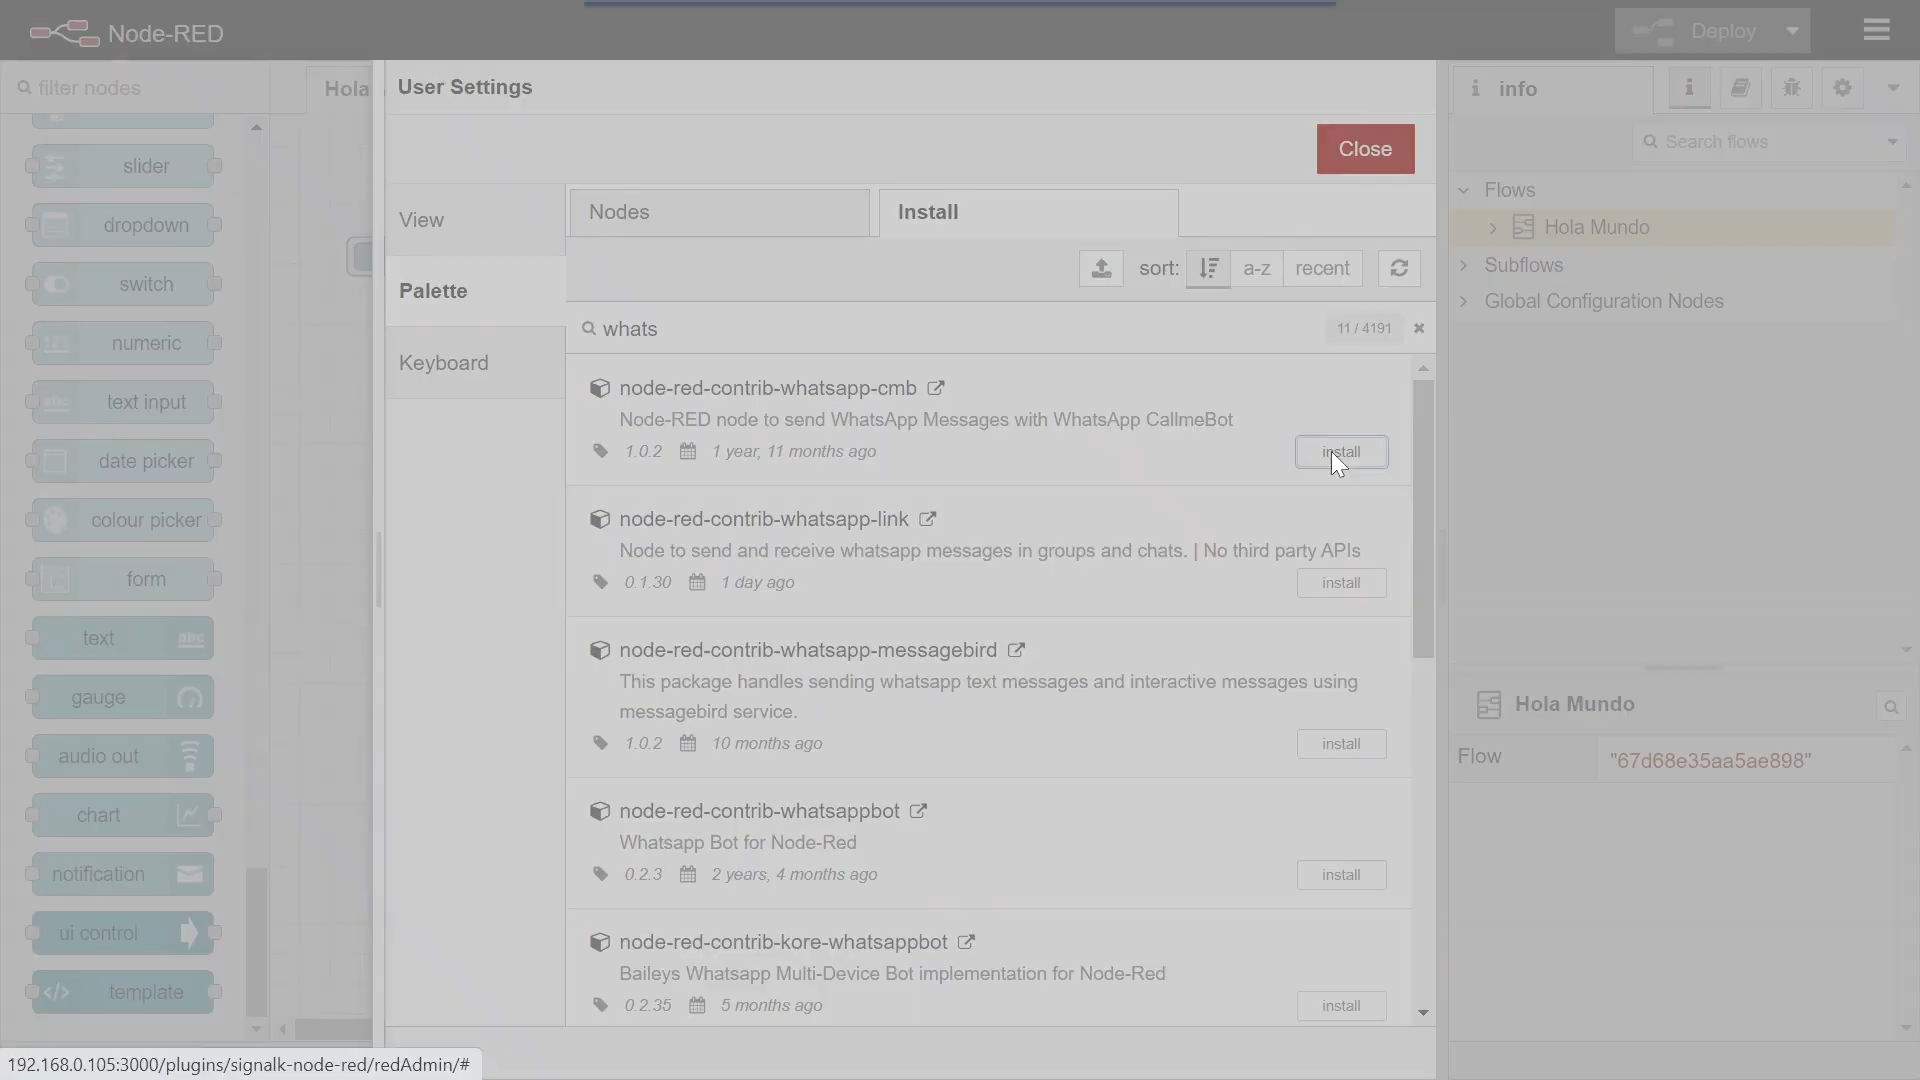 Node-RED
Deploy
filter nodes
slider
dropdown
switch
numeric
text input
date picker
colour picker
form
text
abc
gauge
audio out
chart
notification
ui control
template
Hola
User Settings
Close
View
Palette
Keyboard
Nodes
Install
sort:
a-z
recent
whats
11 / 4191
node-red-contrib-whatsapp-cmb
Node-RED node to send WhatsApp Messages with WhatsApp CallmeBot
1.0.2
1 year, 11 months ago
install
node-red-contrib-whatsapp-link
Node to send and receive whatsapp messages in groups and chats. | No third party APIs
0.1.30
1 day ago
install
node-red-contrib-whatsapp-messagebird
This package handles sending whatsapp text messages and interactive messages using
messagebird service.
1.0.2
10 months ago
install
node-red-contrib-whatsappbot
Whatsapp Bot for Node-Red
0.2.3
2 years, 4 months ago
install
node-red-contrib-kore-whatsappbot
Baileys Whatsapp Multi-Device Bot implementation for Node-Red
0.2.35
5 months ago
install
info
Search flows
Flows
Hola Mundo
Subflows
Global Configuration Nodes
Hola Mundo
Flow
"67d68e35aa5ae898"
192.168.0.105:3000/plugins/signalk-node-red/redAdmin/#